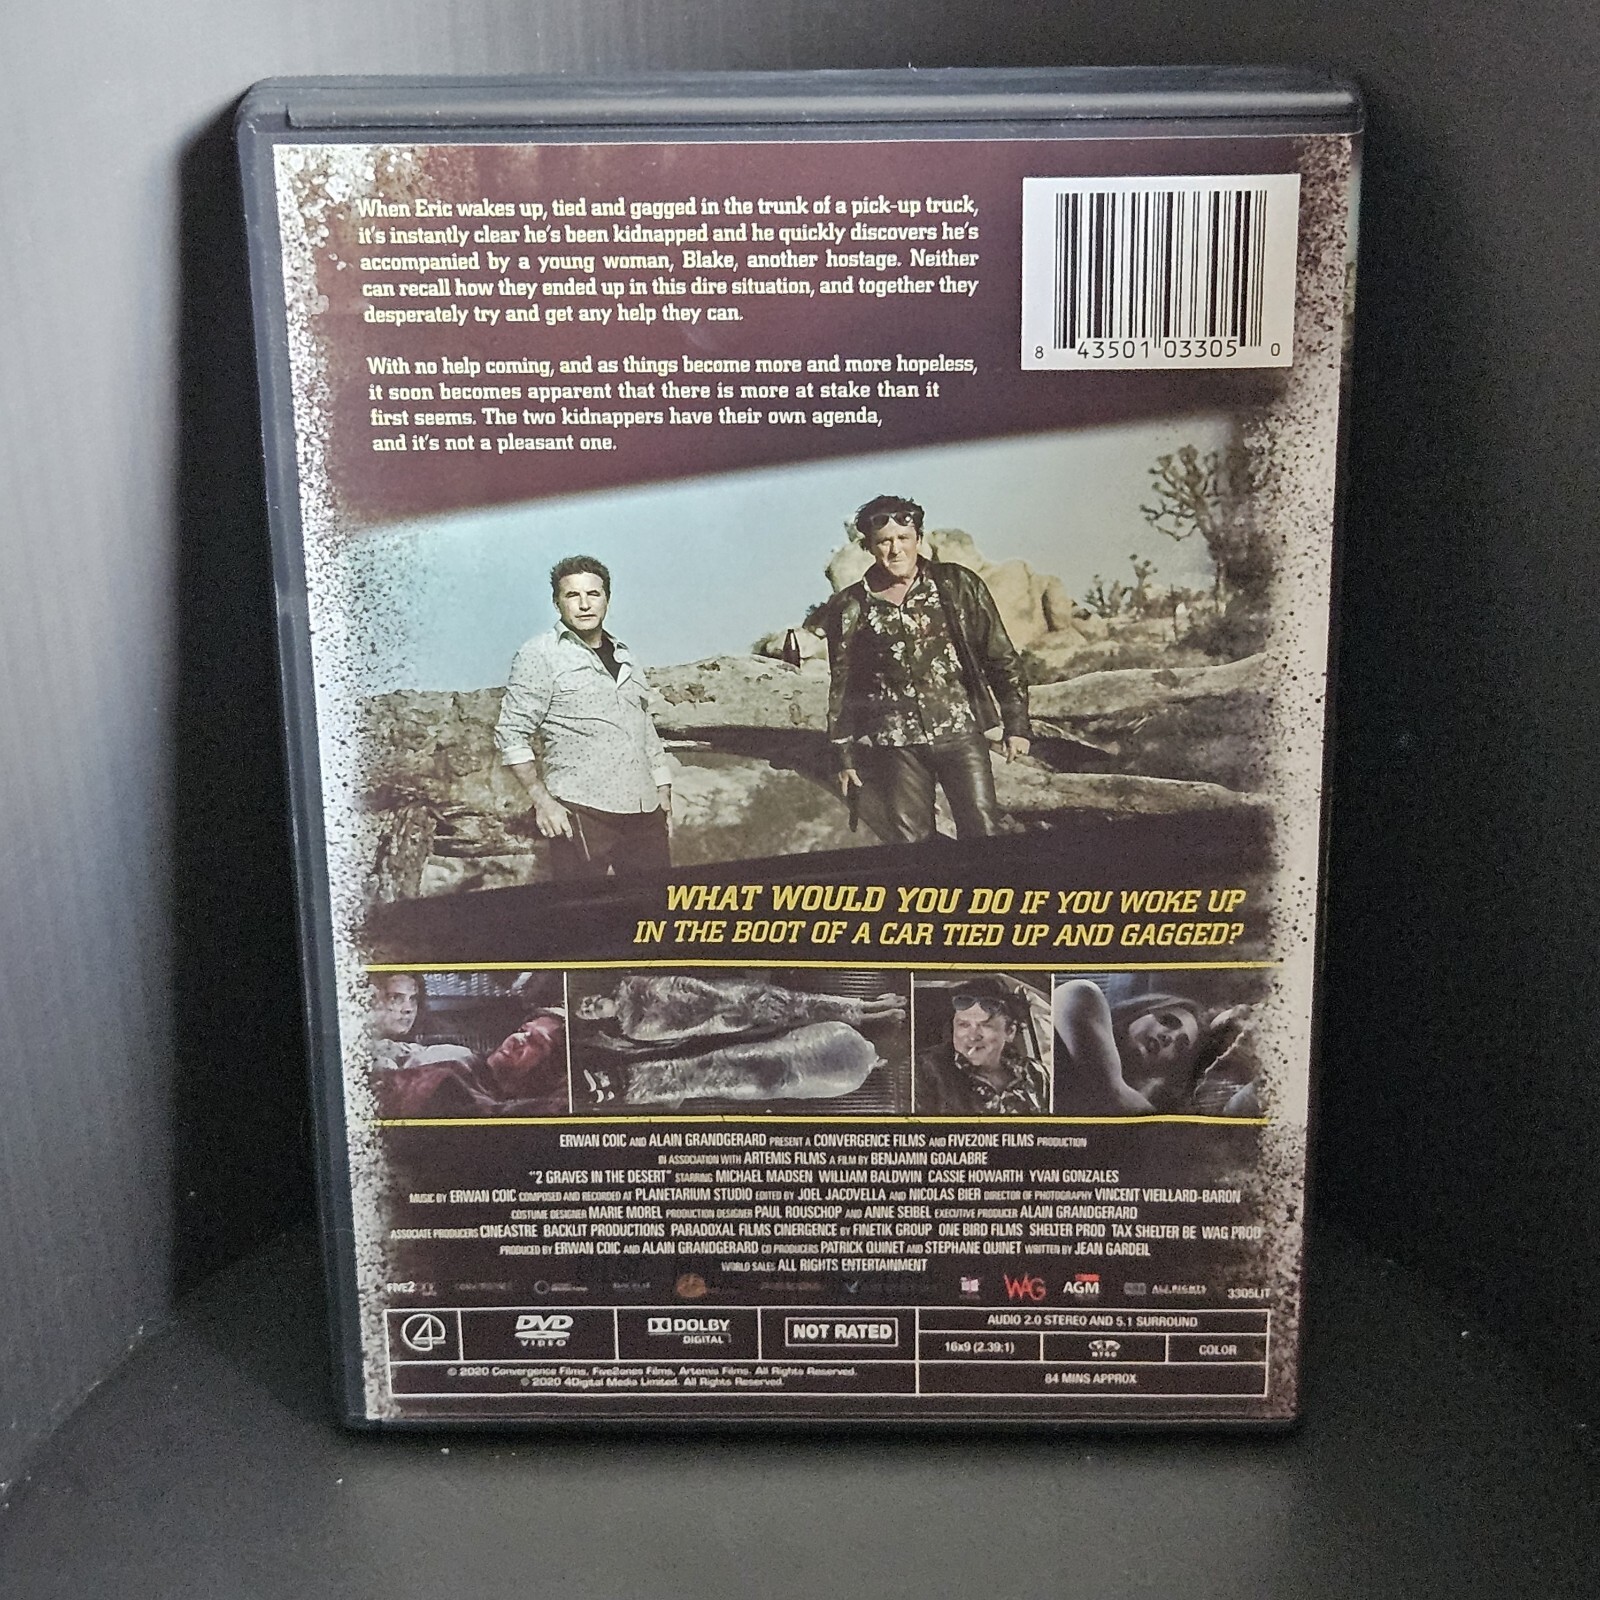 When Eric wakes up, tied and gagged in the trunk of a pick-up truck,
it's instantly clear he's been kidnapped and he quickly discovers he's
accompanied by a young woman, Blake, another hostage. Neither
can recall how they ended up in this dire situation, and together they
desperately try and get any help they can.
With no help coming, and as things become more and more hopeless,
it soon becomes apparent that there is more at stake than it
first seems. The two kidnappers have their own agenda,
and it's not a pleasant one.
8 43501 03305 0
WHAT WOULD YOU DO IF YOU WOKE UP
IN THE BOOT OF A CAR TIED UP AND GAGGED?
ERWAN COIC AND ALAIN GRANDGERARD PRESENT A CONVERGENCE FILMS AND FIVE2ONE FILMS PRODUCTION
IN ASSOCIATION WITH ARTEMIS FILMS A FILM BY BENJAMIN GOALABRE
"2 GRAVES IN THE DESERT" STARRING MICHAEL MADSEN WILLIAM BALDWIN CASSIE HOWARTH YVAN GONZALES
MUSIC BY ERWAN COIC COMPOSED AND RECORDED AT PLANETARIUM STUDIO EDITED BY JOEL JACOVELLA AND NICOLAS BIER DIRECTOR OF PHOTOGRAPHY VINCENT VIEILLARD-BARON
COSTUME DESIGNER MARIE MOREL PRODUCTION DESIGNER PAUL ROUSCHOP AND ANNE SEIBEL EXECUTIVE PRODUCER ALAIN GRANDGERARD
ASSOCIATE PRODUCERS CINEASTRE BACKLIT PRODUCTIONS PARADOXAL FILMS CINERGENCE BY FINETIK GROUP ONE BIRD FILMS SHELTER PROD TAX SHELTER BE WAG PROD
PRODUCED BY ERWAN COIC AND ALAIN GRANDGERARD CO PRODUCERS PATRICK QUINET AND STEPHANE QUINET WRITTEN BY JEAN GARDEIL
WORLD SALES ALL RIGHTS ENTERTAINMENT
FIVE2 WAG AGM ALL RIGHTS 3305LIT
4 DVD VIDEO DOLBY DIGITAL NOT RATED
AUDIO 2.0 STEREO AND 5.1 SURROUND
16x9 (2.39:1) NTSC COLOR
84 MINS APPROX
© 2020 Convergence Films, Five2ones Films, Artemis Films. All Rights Reserved.
© 2020 4Digital Media Limited. All Rights Reserved.